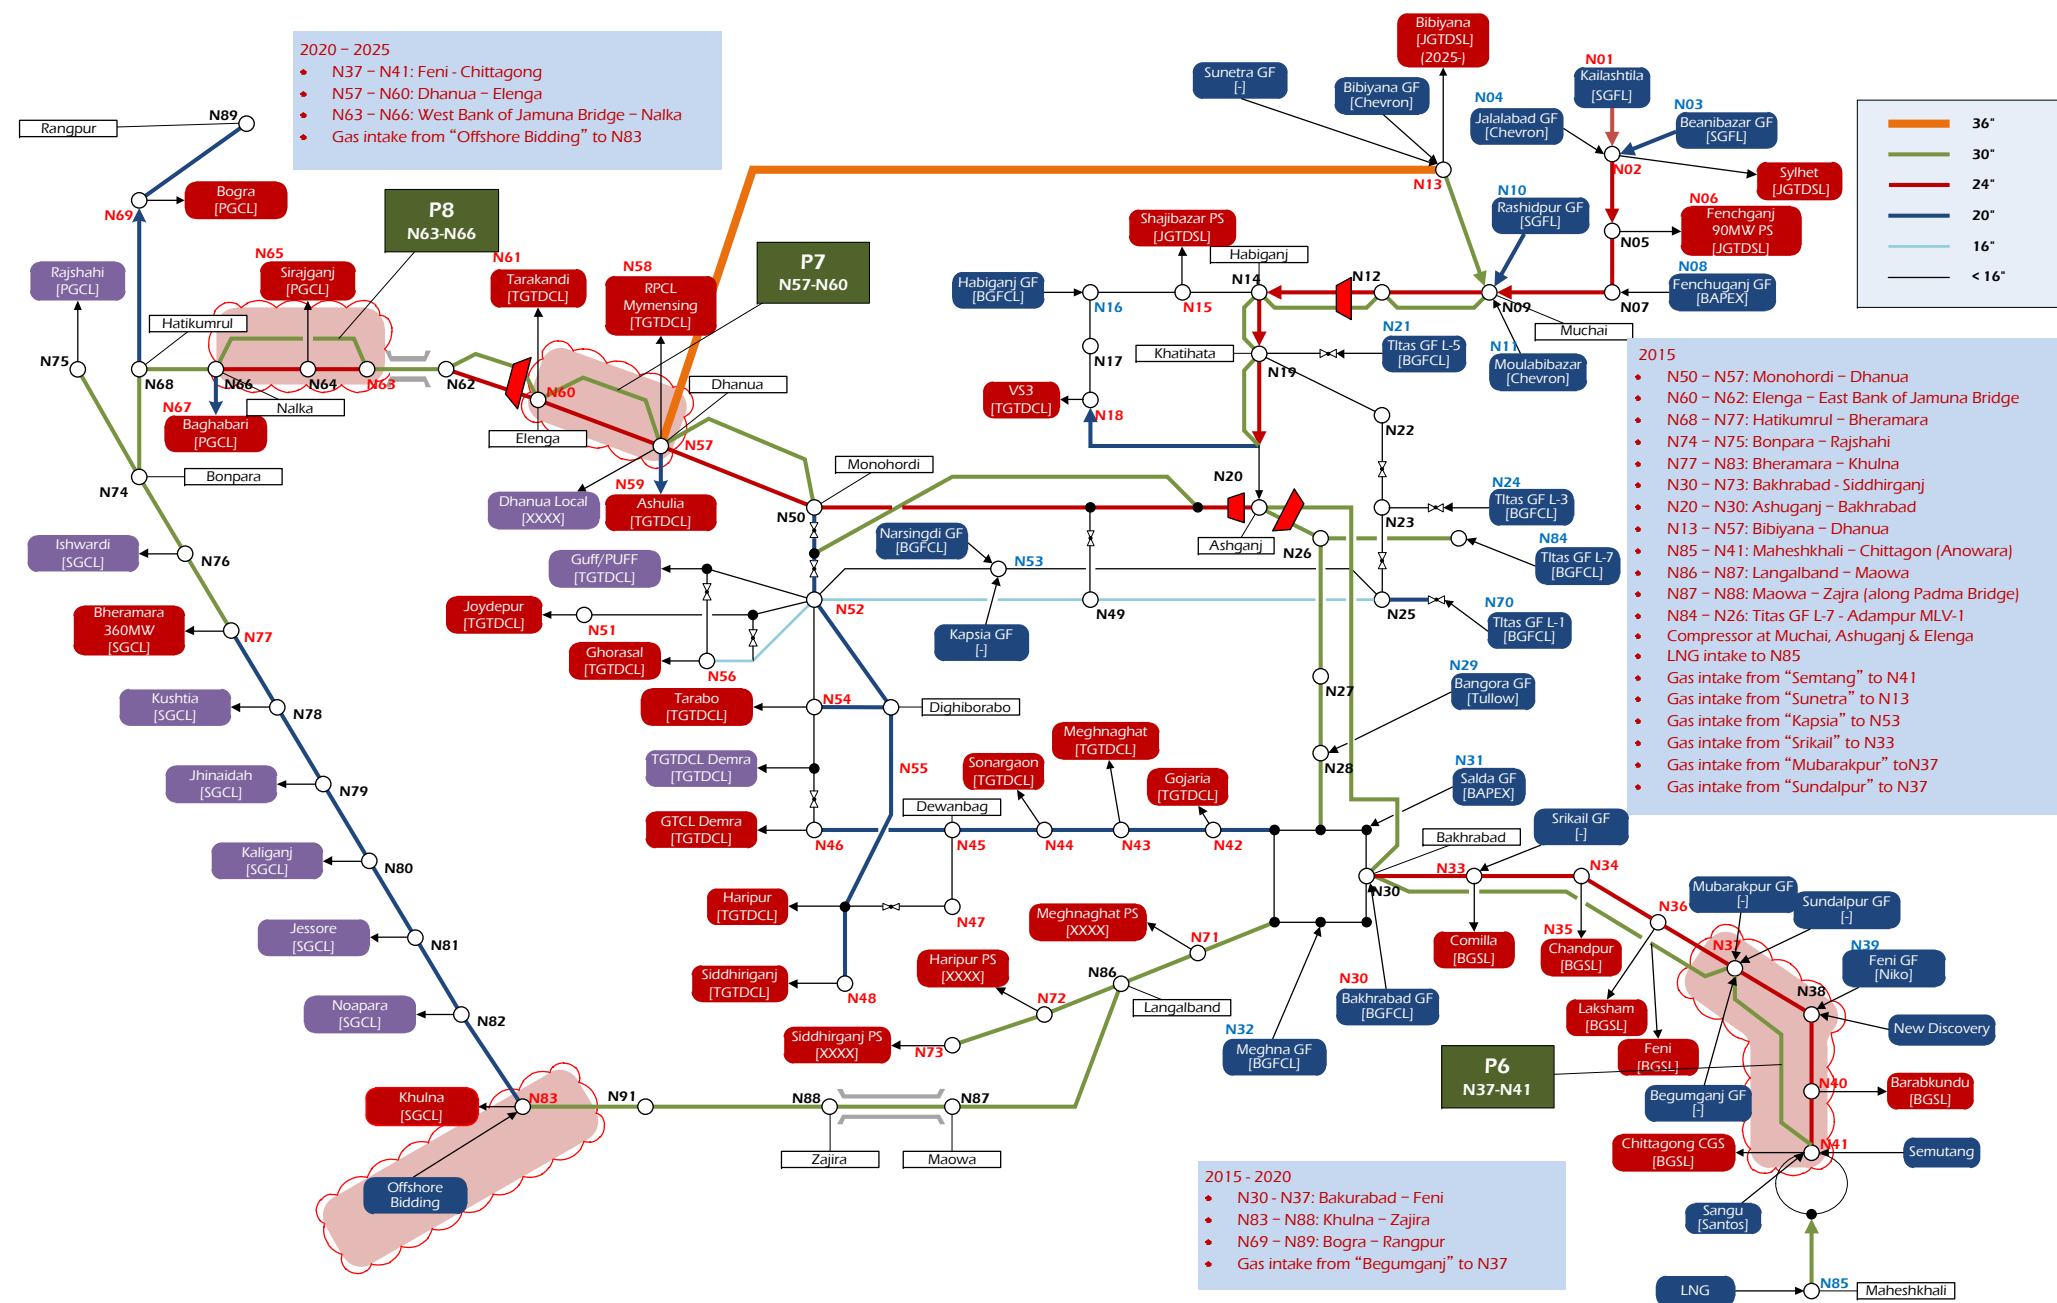 2020 – 2025
N37 – N41: Feni - Chittagong
N57 – N60: Dhanua – Elenga
N63 – N66: West Bank of Jamuna Bridge – Nalka
Gas intake from “Offshore Bidding” to N83
Bibiyana
[JGTDSL]
(2025-)
Sunetra GF
[-]
Bibiyana GF
[Chevron]
N13
N01
Kailashtila
[SGFL]
N04
Jalalabad GF
[Chevron]
N03
Beanibazar GF
[SGFL]
N02
Sylhet
[JGTDSL]
N06
Fenchganj
90MW PS
[JGTDSL]
N05
N10
Rashidpur GF
[SGFL]
N08
Fenchuganj GF
[BAPEX]
N07
N09
Muchai
N11
Moulabibazar
[Chevron]
36"
30"
24"
20"
16"
< 16"
Rangpur
N89
Bogra
[PGCL]
N69
P8
N63-N66
N65
Sirajganj
[PGCL]
Rajshahi
[PGCL]
Hatikumrul
N75
N68
N66
N64
N63
N62
Nalka
N67
Baghabari
[PGCL]
N61
Tarakandi
[TGTDCL]
N60
Elenga
N58
RPCL
Mymensing
[TGTDCL]
P7
N57-N60
Dhanua
N57
Dhanua Local
[XXXX]
N59
Ashulia
[TGTDCL]
Shajibazar PS
[JGTDSL]
Habiganj
N14
N12
Habiganj GF
[BGFCL]
N16
N15
N17
Khatihata
N19
N21
TItas GF L-5
[BGFCL]
VS3
[TGTDCL]
N18
N22
N24
TItas GF L-3
[BGFCL]
N23
N20
Ashganj
N26
N84
TItas GF L-7
[BGFCL]
N70
TItas GF L-1
[BGFCL]
N25
Monohordi
N50
Narsingdi GF
[BGFCL]
N53
Kapsia GF
[-]
N49
Guff/PUFF
[TGTDCL]
N52
Joydepur
[TGTDCL]
N51
Ghorasal
[TGTDCL]
N56
Tarabo
[TGTDCL]
N54
Dighiborabo
TGTDCL Demra
[TGTDCL]
N55
GTCL Demra
[TGTDCL]
N46
Dewanbag
N45
Sonargaon
[TGTDCL]
N44
Meghnaghat
[TGTDCL]
N43
Gojaria
[TGTDCL]
N42
N27
N28
N29
Bangora GF
[Tullow]
N31
Salda GF
[BAPEX]
Bakhrabad
N30
Haripur
[TGTDCL]
N47
Siddhiriganj
[TGTDCL]
N48
Meghnaghat PS
[XXXX]
N71
Haripur PS
[XXXX]
N72
N86
Langalband
Siddhirganj PS
[XXXX]
N73
N32
Meghna GF
[BGFCL]
N30
Bakhrabad GF
[BGFCL]
Srikail GF
[-]
N33
N34
Comilla
[BGSL]
N35
Chandpur
[BGSL]
N36
Laksham
[BGSL]
Feni
[BGSL]
Mubarakpur GF
[-]
Sundalpur GF
[-]
N37
N39
Feni GF
[Niko]
N38
New Discovery
P6
N37-N41
Begumganj GF
[-]
N40
Barabkundu
[BGSL]
Chittagong CGS
[BGSL]
N41
Semutang
Sangu
[Santos]
LNG
N85
Maheshkhali
N74
Bonpara
Ishwardi
[SGCL]
N76
Bheramara
360MW
[SGCL]
N77
Kushtia
[SGCL]
N78
Jhinaidah
[SGCL]
N79
Kaliganj
[SGCL]
N80
Jessore
[SGCL]
N81
Noapara
[SGCL]
N82
Khulna
[SGCL]
N83
N91
N88
N87
Zajira
Maowa
Offshore
Bidding
2015
N50 – N57: Monohordi – Dhanua
N60 – N62: Elenga – East Bank of Jamuna Bridge
N68 – N77: Hatikumrul – Bheramara
N74 – N75: Bonpara – Rajshahi
N77 – N83: Bheramara – Khulna
N30 – N73: Bakhrabad - Siddhirganj
N20 – N30: Ashuganj – Bakhrabad
N13 – N57: Bibiyana – Dhanua
N85 – N41: Maheshkhali – Chittagon (Anowara)
N86 – N87: Langalband – Maowa
N87 – N88: Maowa – Zajra (along Padma Bridge)
N84 – N26: Titas GF L-7 - Adampur MLV-1
Compressor at Muchai, Ashuganj & Elenga
LNG intake to N85
Gas intake from “Semtang” to N41
Gas intake from “Sunetra” to N13
Gas intake from “Kapsia” to N53
Gas intake from “Srikail” to N33
Gas intake from “Mubarakpur” toN37
Gas intake from “Sundalpur” to N37
2015 - 2020
N30 - N37: Bakurabad – Feni
N83 – N88: Khulna – Zajira
N69 – N89: Bogra – Rangpur
Gas intake from “Begumganj” to N37